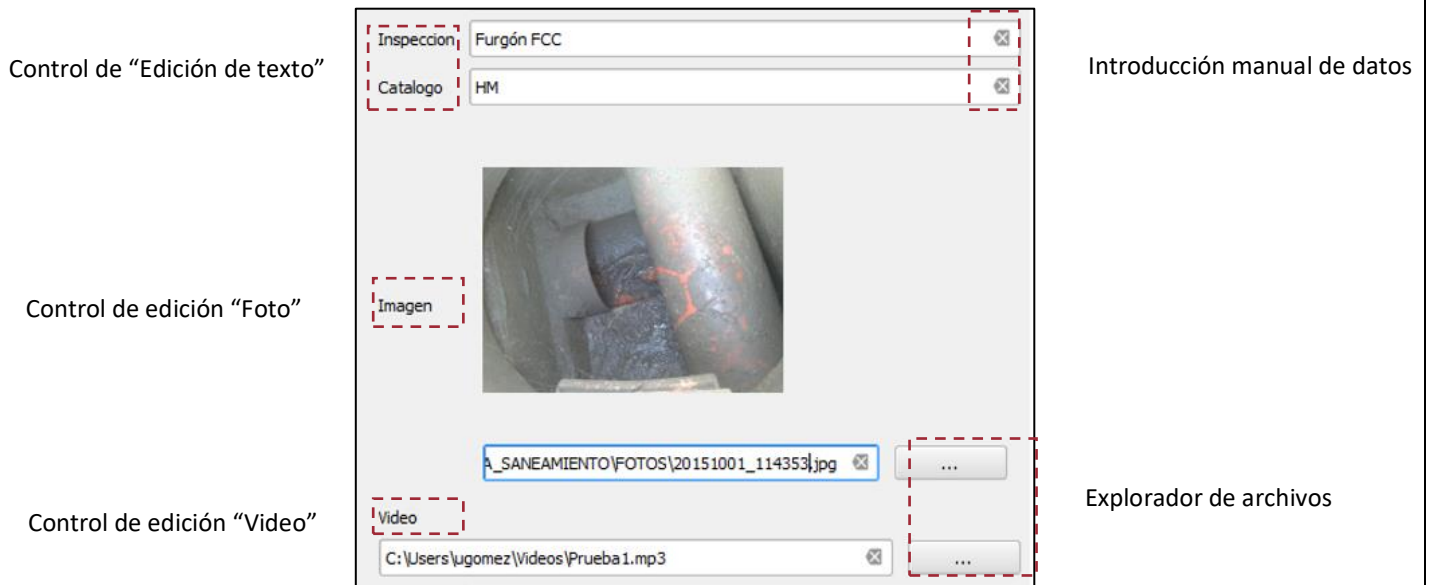 Inspeccion Furgón FCC
Control de “Edición de texto”
Introducción manual de datos
Catalogo HM
Control de edición “Foto”
Imagen
A_SANEAMIENTO\FOTOS\20151001_114353.jpg ...
Explorador de archivos
Control de edición “Video”
Video
C:\Users\ugomez\Videos\Prueba1.mp3 ...